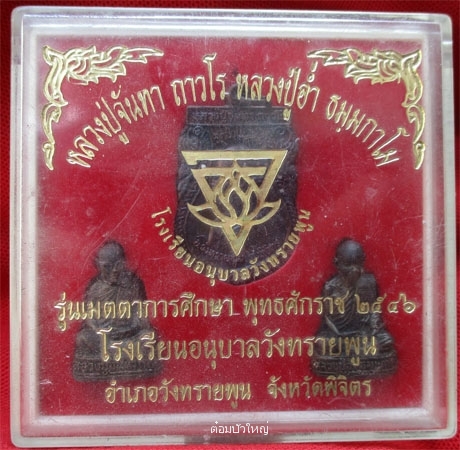 หลวงปู่จันทา ถาวโร หลวงปู่อ่ำ ธมฺมกาโม
โรงเรียนอนุบาลวังทรายพูน
รุ่นเมตตาการศึกษา พุทธศักราช ๒๕๔๖
โรงเรียนอนุบาลวังทรายพูน
อำเภอวังทรายพูน จังหวัดพิจิตร
ต๋อมบัวใหญ่